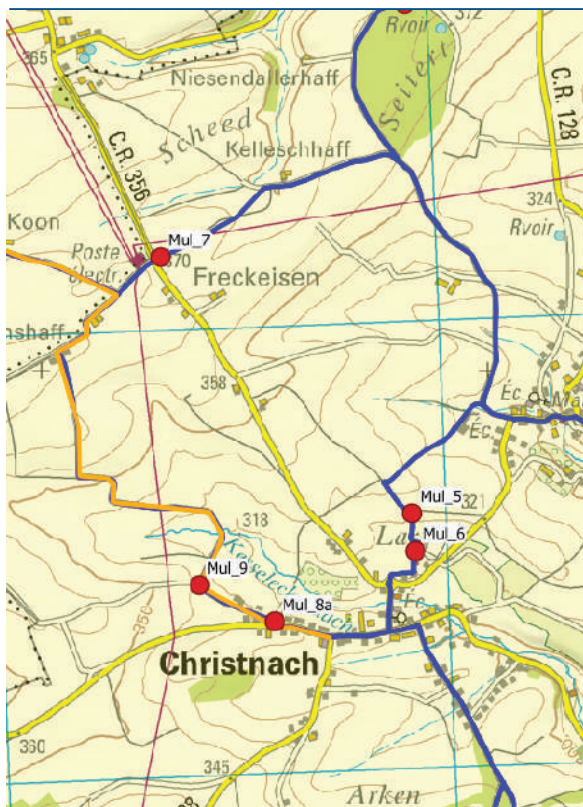 Rvoir
312
365
Niesendallerhaff
Seitert
Scheed
C.R. 356
C.R. 128
Kelleschhaff
324
Koon
Rvoir
Mul_7
370
Poste
électr.
Freckeisen
nshaff
358
Éc
Éc
Mul_5
321
318
Mul_6
Mul_9
350
Mul_8a
Christnach
360
345
Arken